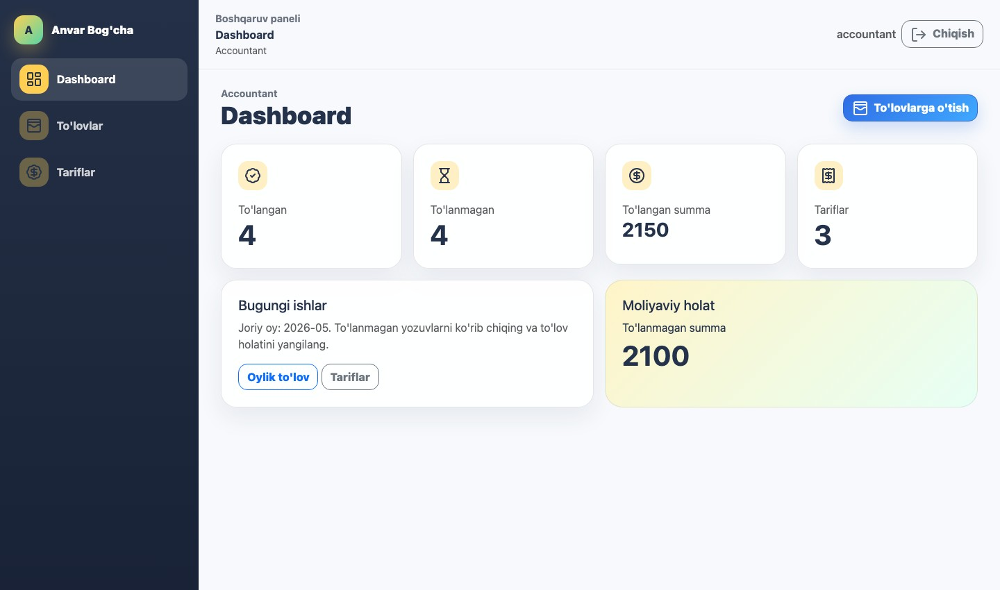 A
Anvar Bog'cha
Dashboard
To'lovlar
Tariflar
Boshqaruv paneli
Dashboard
Accountant
accountant
Chiqish
Accountant
Dashboard
To'lovlarga o'tish
To'langan
4
To'lanmagan
4
To'langan summa
2150
Tariflar
3
Bugungi ishlar
Joriy oy: 2026-05. To'lanmagan yozuvlarni ko'rib chiqing va to'lov
holatini yangilang.
Oylik to'lov
Tariflar
Moliyaviy holat
To'lanmagan summa
2100